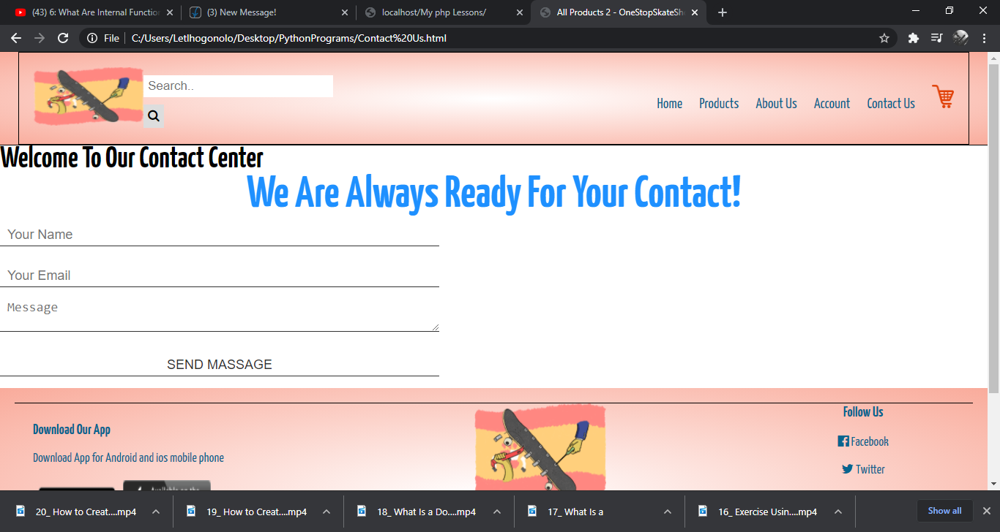 (43) 6: What Are Internal Functio
(3) New Message!
localhost/My php Lessons/
All Products 2 - OneStopSkateSh
File
C:/Users/Letlhogonolo/Desktop/PythonPrograms/Contact%20Us.html
Search..
Home Products About Us Account Contact Us
Welcome To Our Contact Center
We Are Always Ready For Your Contact!
Your Name
Your Email
Message
SEND MASSAGE
Download Our App
Download App for Android and ios mobile phone
Available on the
Follow Us
Facebook
Twitter
20_ How to Creat....mp4
19_ How to Creat....mp4
18_ What Is a Do....mp4
17_ What Is a
16_ Exercise Usin....mp4
Show all